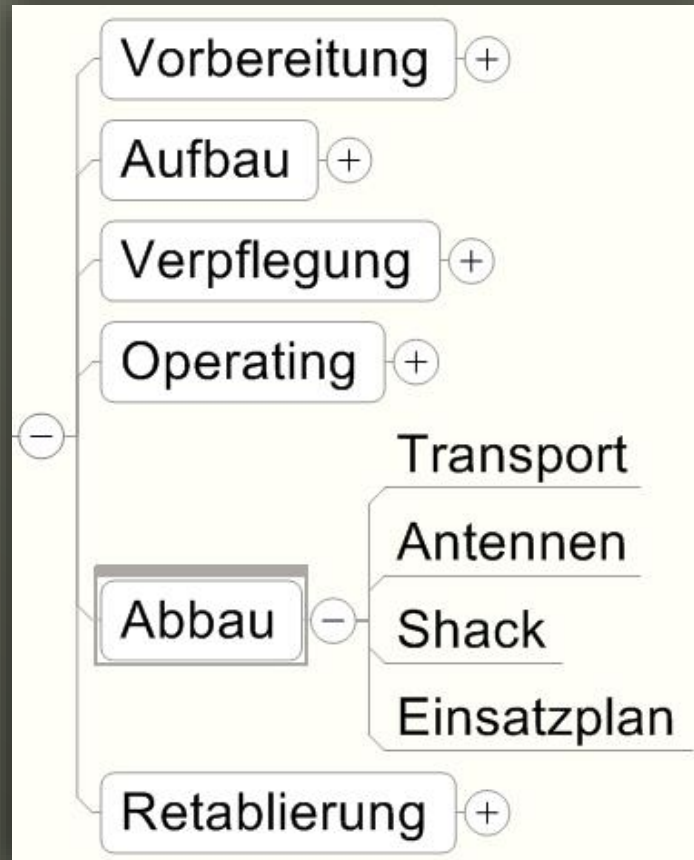 Vorbereitung
Aufbau
Verpflegung
Operating
Abbau
Transport
Antennen
Shack
Einsatzplan
Retablierung